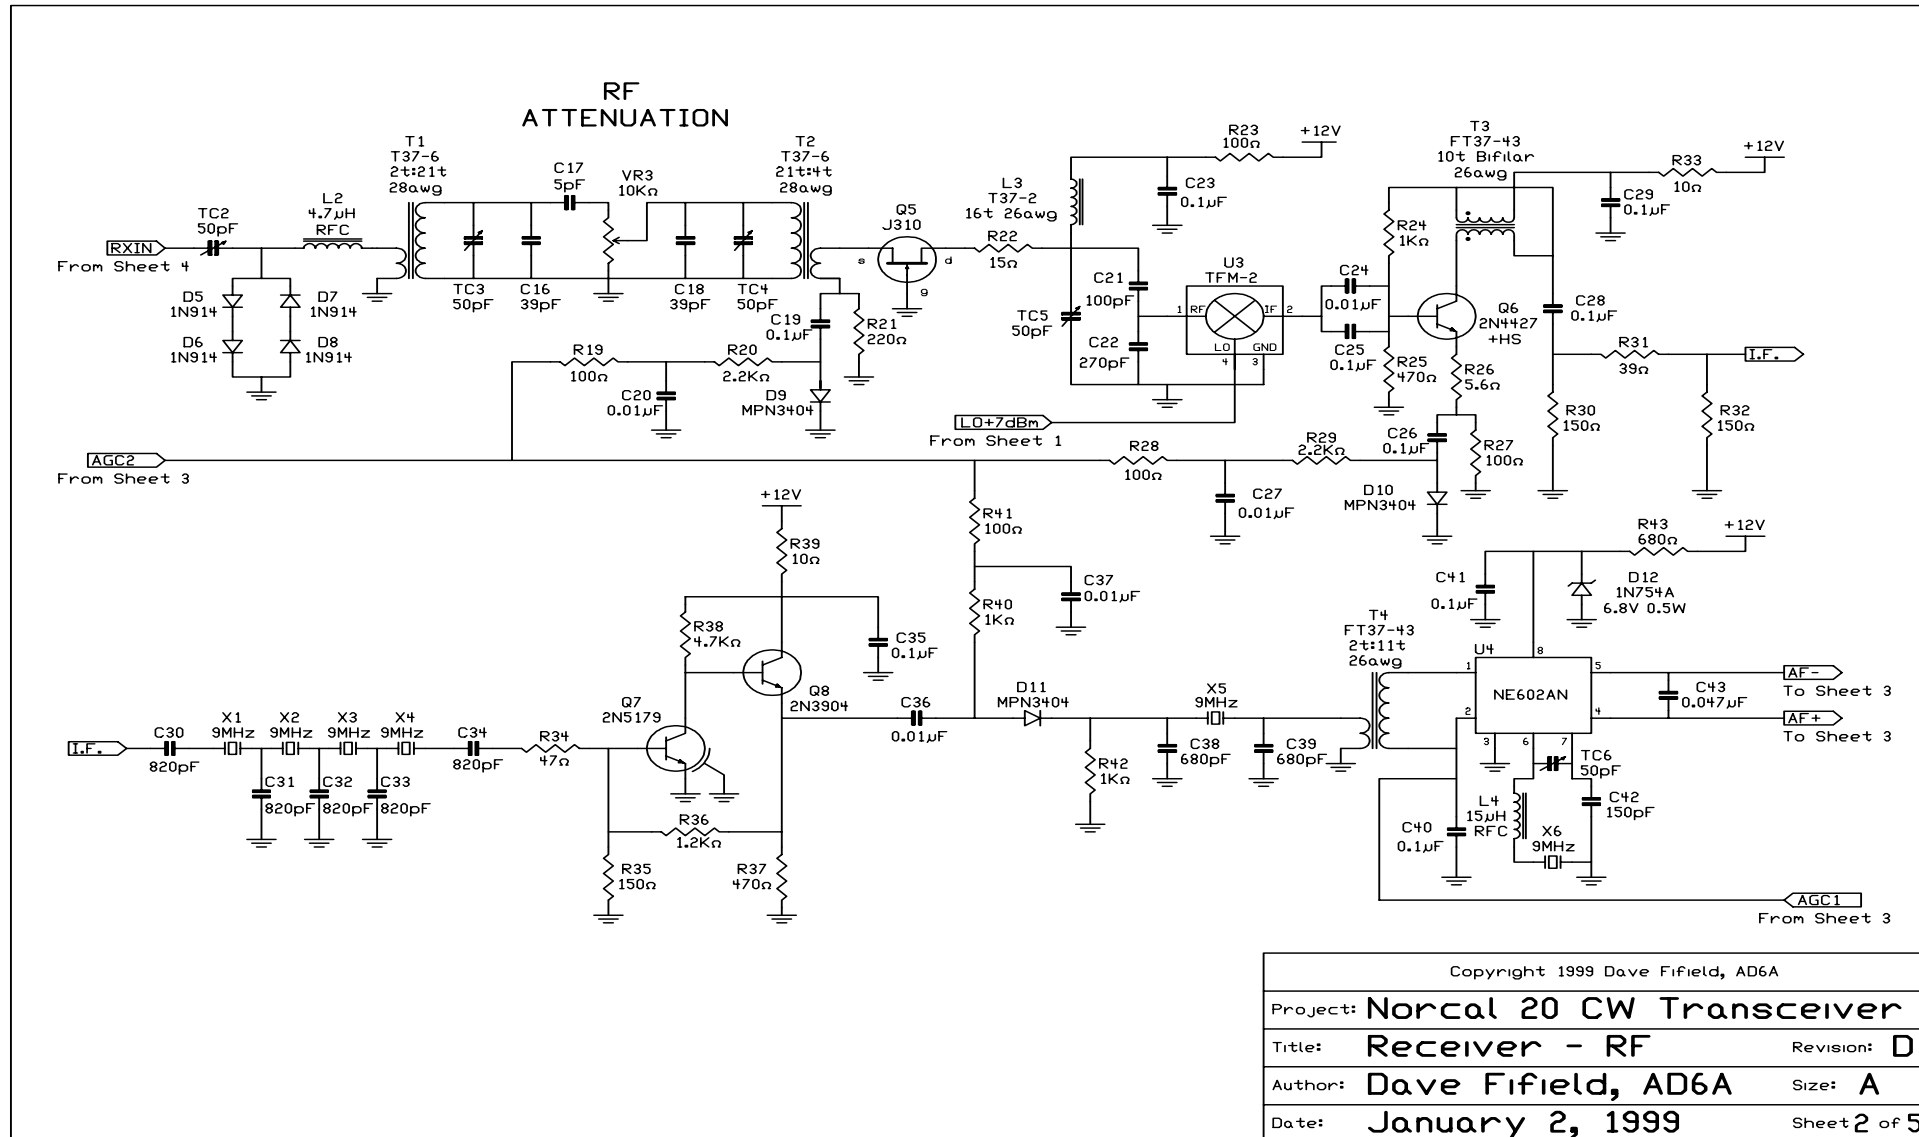 RF
ATTENUATION
T1
T37-6
2t:21t
28awg
C17
5pF
VR3
10KΩ
T2
T37-6
21t:4t
28awg
L2
4.7μH
RFC
TC2
50pF
RXIN
From Sheet 4
D5
1N914
D7
1N914
D6
1N914
D8
1N914
TC3
50pF
C16
39pF
C18
39pF
TC4
50pF
Q5
J310
s
d
g
R22
15Ω
L3
T37-2
16t 26awg
C23
0.1μF
R23
100Ω
+12V
C19
0.1μF
R21
220Ω
R19
100Ω
R20
2.2KΩ
C20
0.01μF
D9
MPN3404
TC5
50pF
C21
100pF
C22
270pF
U3
TFM-2
1
RF
IF
2
LO
GND
4
3
C24
0.01μF
C25
0.1μF
R24
1KΩ
R25
470Ω
T3
FT37-43
10t Bifilar
26awg
+12V
R33
10Ω
C29
0.1μF
Q6
2N4427
+HS
C28
0.1μF
R26
5.6Ω
R31
39Ω
I.F.
R30
150Ω
R32
150Ω
LO+7dBm
From Sheet 1
AGC2
From Sheet 3
R28
100Ω
R29
2.2KΩ
C26
0.1μF
R27
100Ω
C27
0.01μF
D10
MPN3404
R41
100Ω
R40
1KΩ
C37
0.01μF
+12V
R39
10Ω
R38
4.7KΩ
C35
0.1μF
Q8
2N3904
Q7
2N5179
C36
0.01μF
D11
MPN3404
R42
1KΩ
C38
680pF
X5
9MHz
C39
680pF
T4
FT37-43
2t:11t
26awg
C41
0.1μF
R43
680Ω
+12V
D12
1N754A
6.8V 0.5W
U4
NE602AN
1
2
3
4
5
6
7
8
AF-
To Sheet 3
C43
0.047μF
AF+
To Sheet 3
TC6
50pF
C42
150pF
L4
15μH
RFC
X6
9MHz
C40
0.1μF
AGC1
From Sheet 3
I.F.
C30
820pF
X1
9MHz
X2
9MHz
X3
9MHz
X4
9MHz
C31
820pF
C32
820pF
C33
820pF
C34
820pF
R34
47Ω
R36
1.2KΩ
R35
150Ω
R37
470Ω
Copyright 1999 Dave Fifield, AD6A
Project: Norcal 20 CW Transceiver
Title: Receiver - RF Revision: D
Author: Dave Fifield, AD6A Size: A
Date: January 2, 1999 Sheet 2 of 5